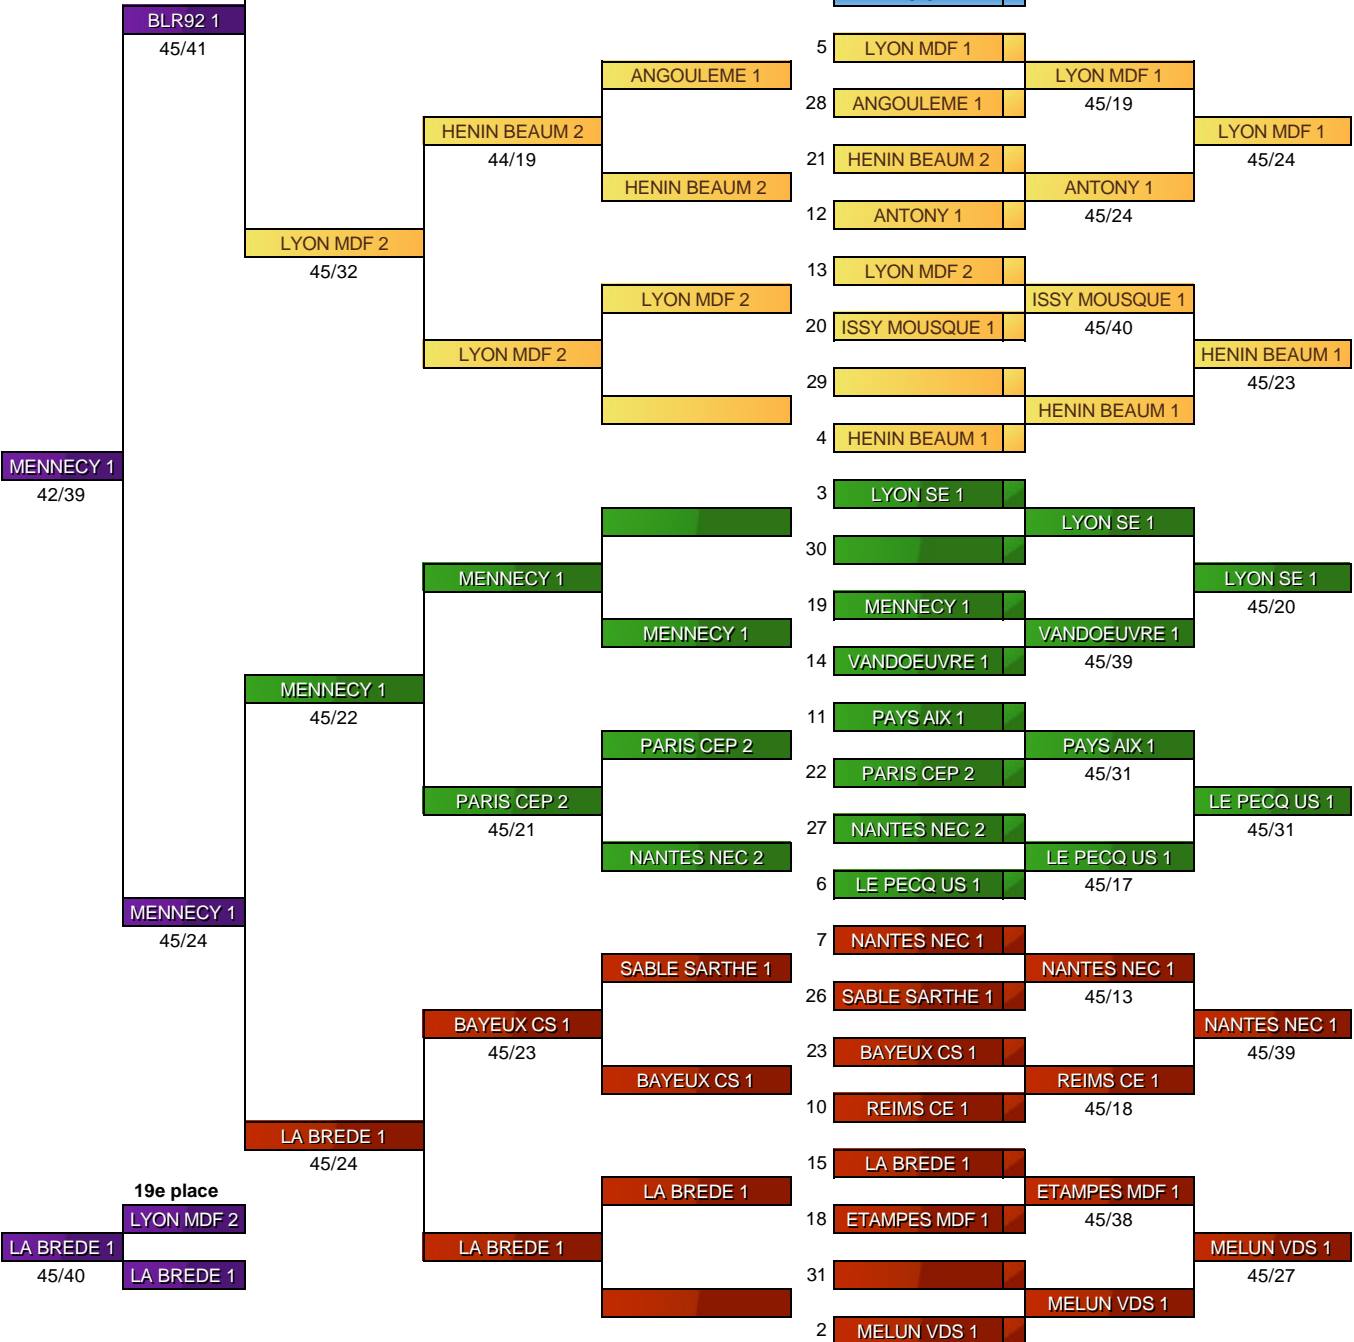 BLR92 1
45/41
5 LYON MDF 1
ANGOULEME 1 LYON MDF 1
28 ANGOULEME 1 45/19
HENIN BEAUM 2 LYON MDF 1
44/19 21 HENIN BEAUM 2 45/24
HENIN BEAUM 2 ANTONY 1
12 ANTONY 1 45/24
LYON MDF 2
45/32 13 LYON MDF 2
LYON MDF 2 ISSY MOUSQUE 1
20 ISSY MOUSQUE 1 45/40
LYON MDF 2 HENIN BEAUM 1
29 45/23
HENIN BEAUM 1
4 HENIN BEAUM 1
MENNECY 1
42/39 3 LYON SE 1
LYON SE 1
30
MENNECY 1 LYON SE 1
19 MENNECY 1 45/20
MENNECY 1 VANDOEUVRE 1
14 VANDOEUVRE 1 45/39
MENNECY 1
45/22 11 PAYS AIX 1
PARIS CEP 2 PAYS AIX 1
22 PARIS CEP 2 45/31
PARIS CEP 2 LE PECQ US 1
45/21 27 NANTES NEC 2 45/31
NANTES NEC 2 LE PECQ US 1
6 LE PECQ US 1 45/17
MENNECY 1
45/24 7 NANTES NEC 1
SABLE SARTHE 1 NANTES NEC 1
26 SABLE SARTHE 1 45/13
BAYEUX CS 1 NANTES NEC 1
45/23 23 BAYEUX CS 1 45/39
BAYEUX CS 1 REIMS CE 1
10 REIMS CE 1 45/18
LA BREDE 1
45/24 15 LA BREDE 1
19e place LA BREDE 1 ETAMPES MDF 1
LYON MDF 2 18 ETAMPES MDF 1 45/38
LA BREDE 1 LA BREDE 1 MELUN VDS 1
45/40 LA BREDE 1 31 45/27
MELUN VDS 1
2 MELUN VDS 1